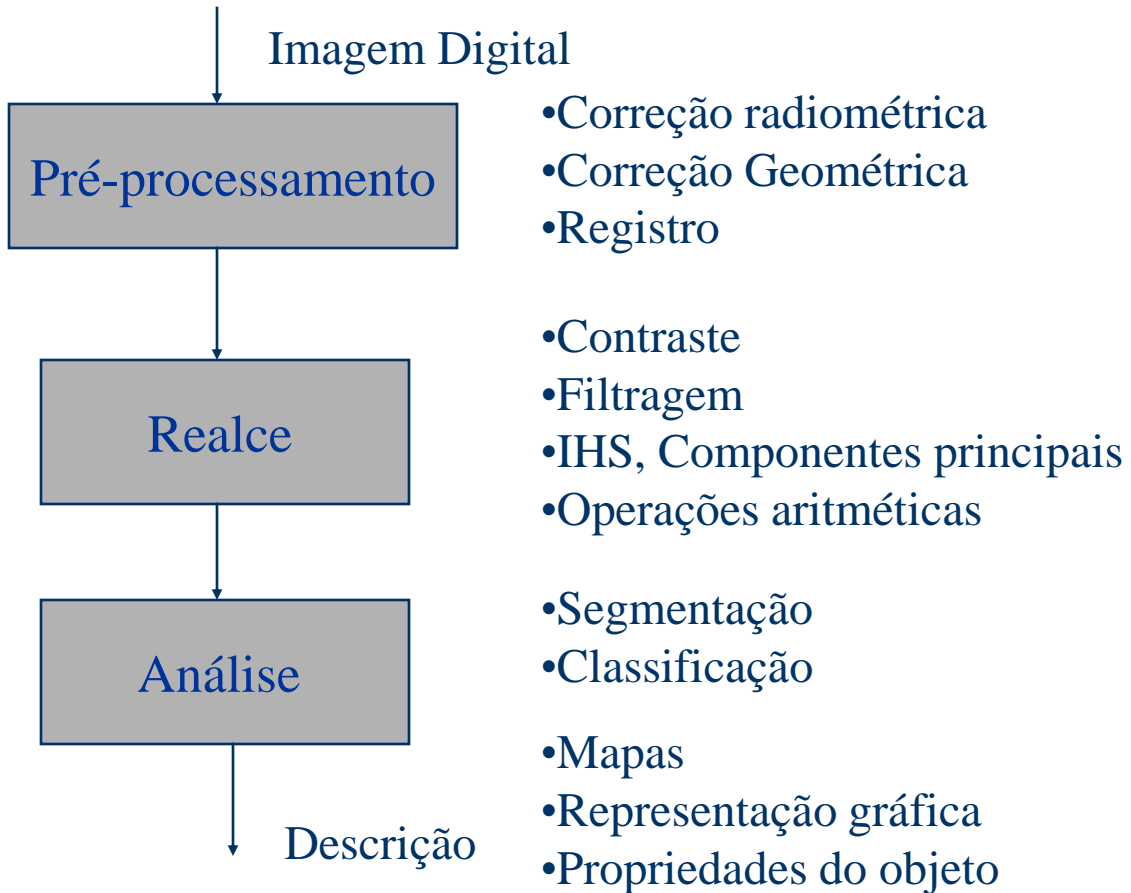 Imagem Digital
Pré-processamento
•Correção radiométrica
•Correção Geométrica
•Registro
Realce
•Contraste
•Filtragem
•IHS, Componentes principais
•Operações aritméticas
Análise
•Segmentação
•Classificação
Descrição
•Mapas
•Representação gráfica
•Propriedades do objeto